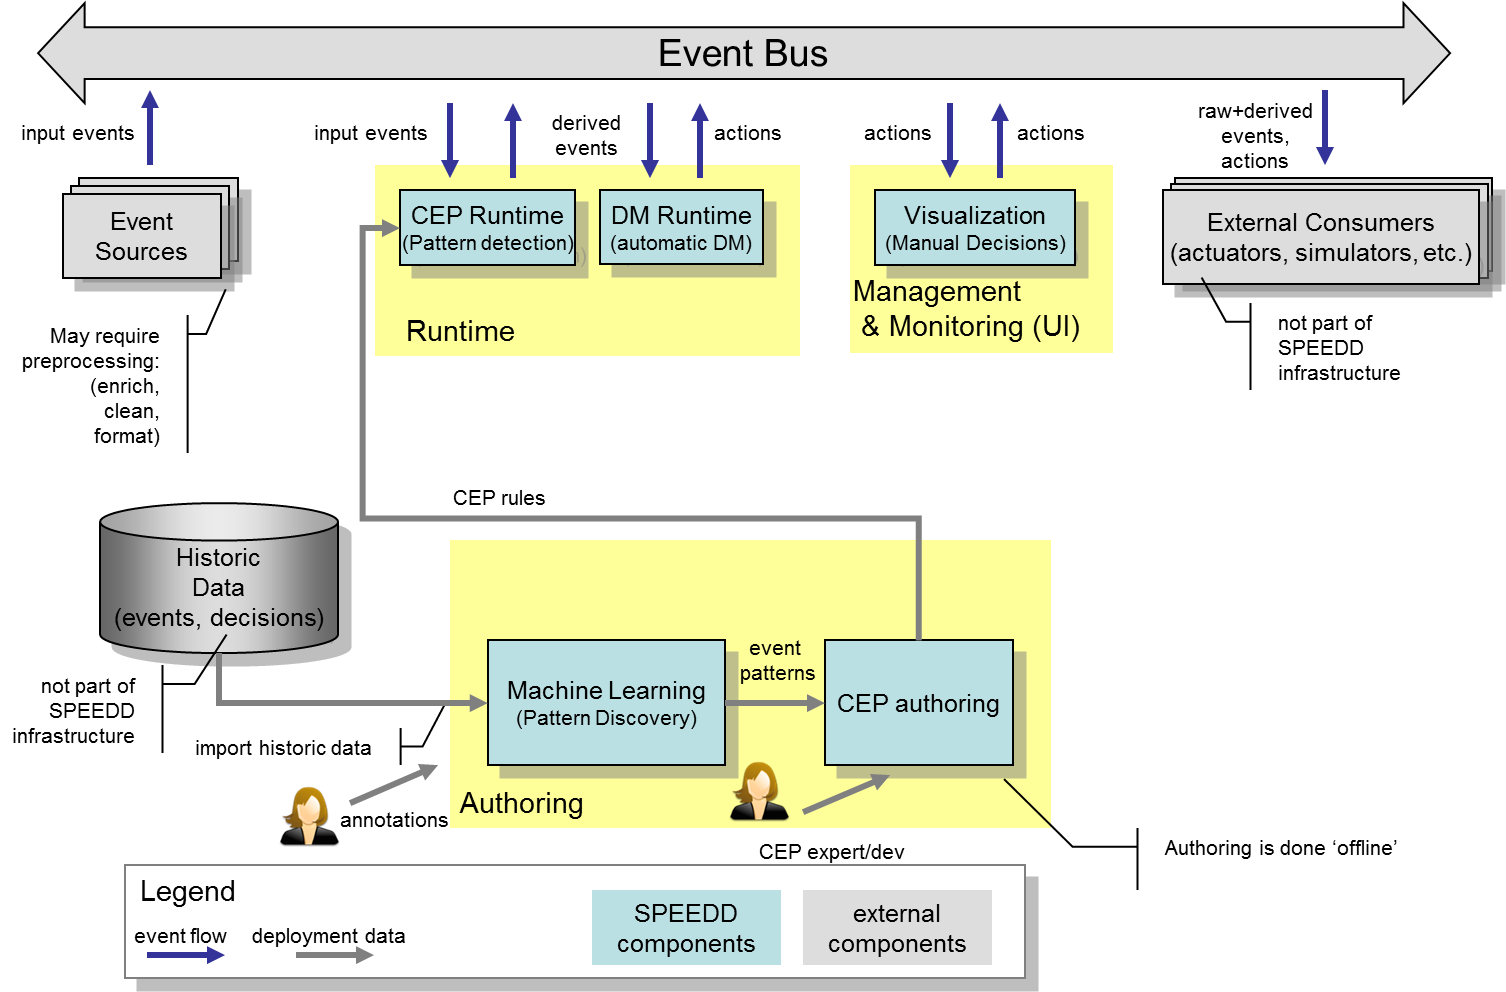 Event Bus
input events
input events
derived
events
actions
actions
actions
raw+derived
events,
actions
Event
Sources
CEP Runtime
(Pattern detection)
DM Runtime
(automatic DM)
Visualization
(Manual Decisions)
External Consumers
(actuators, simulators, etc.)
Runtime
Management
& Monitoring (UI)
May require
preprocessing:
(enrich,
clean,
format)
not part of
SPEEDD
infrastructure
CEP rules
Historic
Data
(events, decisions)
not part of
SPEEDD
infrastructure
import historic data
Machine Learning
(Pattern Discovery)
event
patterns
CEP authoring
annotations
Authoring
CEP expert/dev
Authoring is done ‘offline’
Legend
event flow
deployment data
SPEEDD
components
external
components